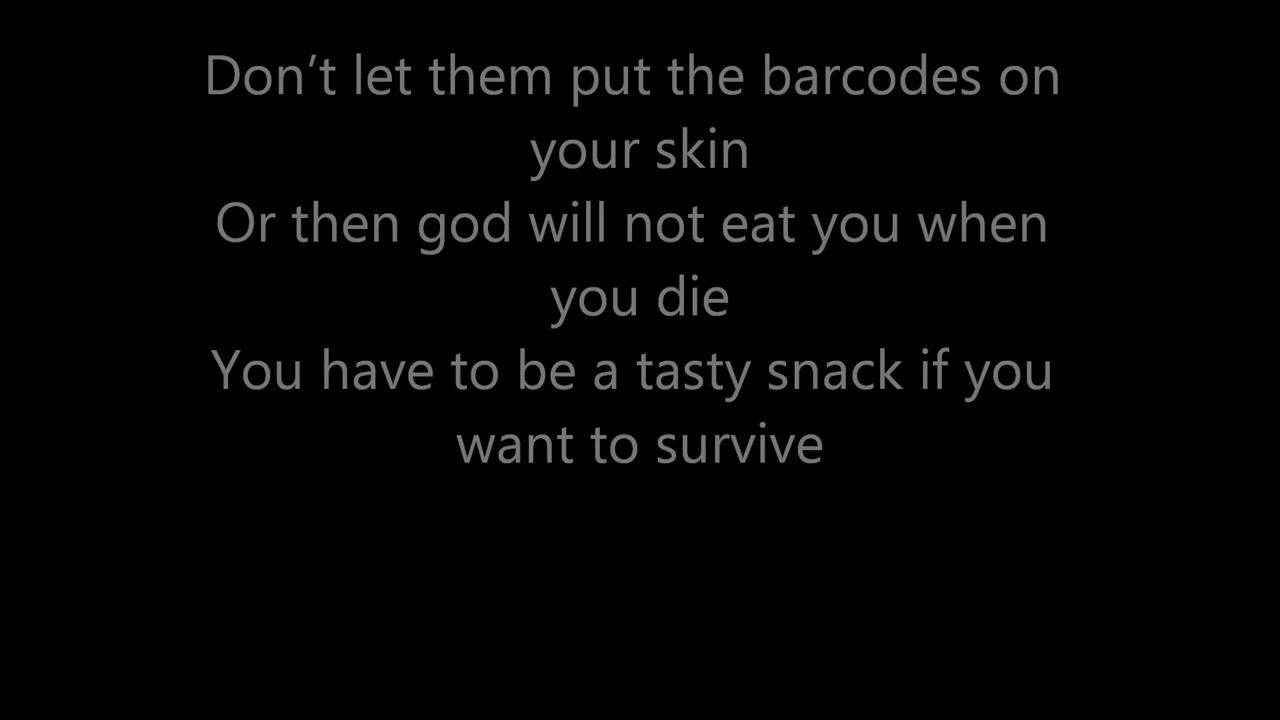 Don’t let them put the barcodes on
your skin
Or then god will not eat you when
you die
You have to be a tasty snack if you
want to survive